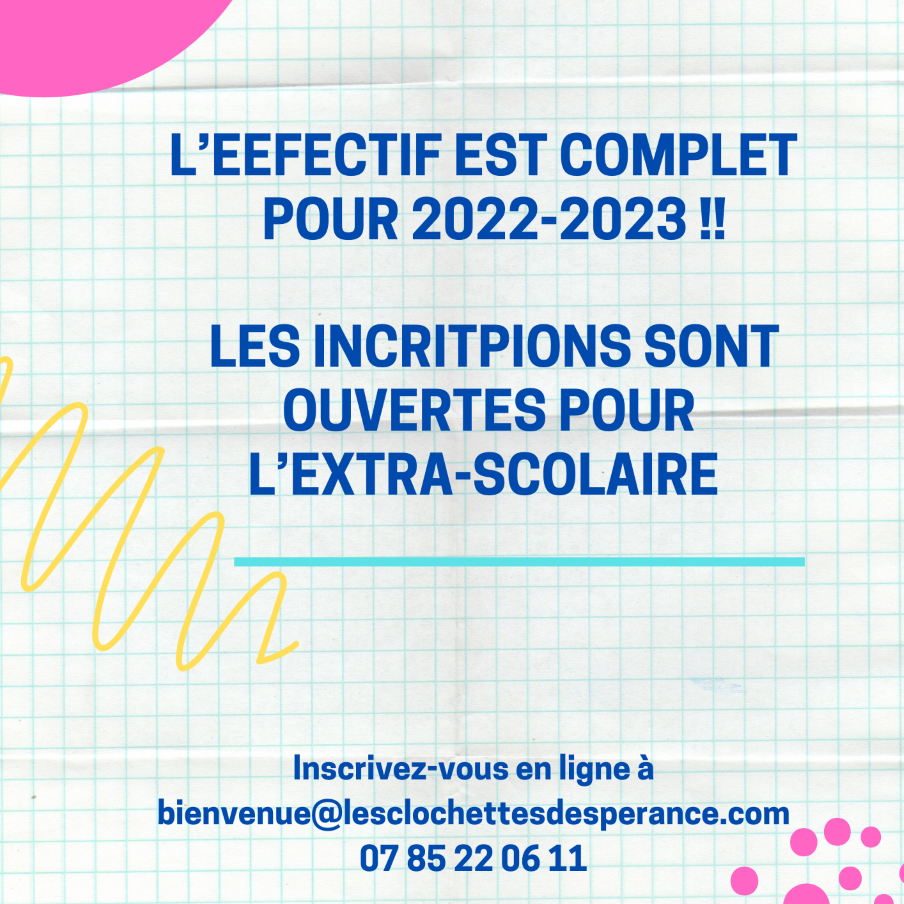 L’EEFECTIF EST COMPLET
POUR 2022-2023 !!
LES INCRITPIONS SONT
OUVERTES POUR
L’EXTRA-SCOLAIRE
Inscrivez-vous en ligne à
bienvenue@lesclochettesdesperance.com
07 85 22 06 11